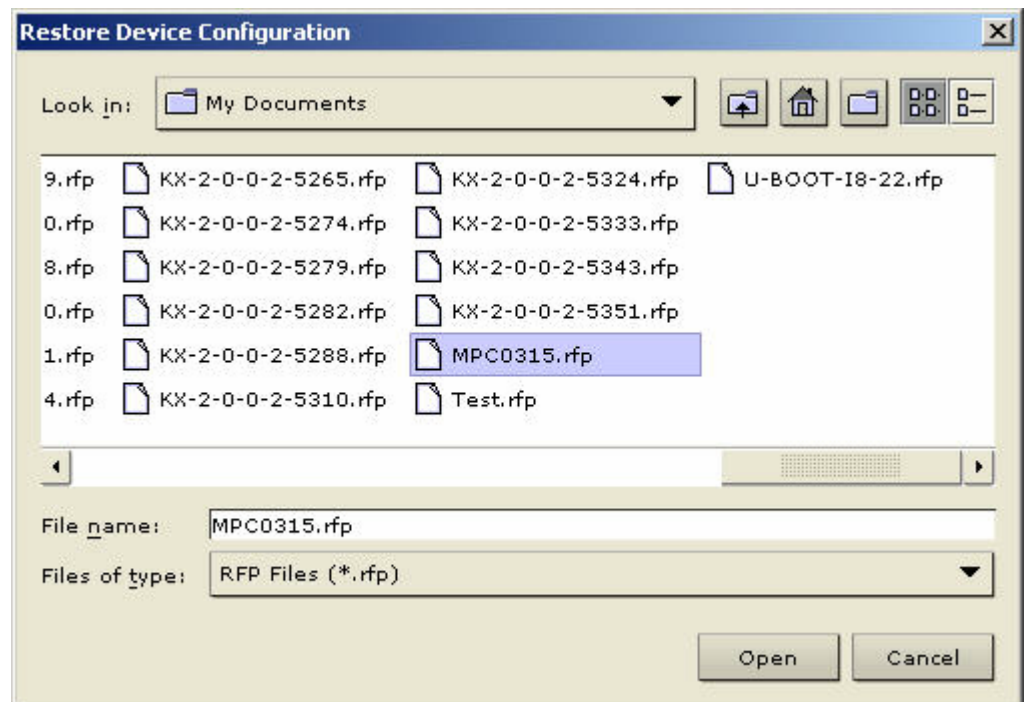 Restore Device Configuration
Look in: My Documents
9.rfp KX-2-0-0-2-5265.rfp KX-2-0-0-2-5324.rfp U-BOOT-I8-22.rfp
0.rfp KX-2-0-0-2-5274.rfp KX-2-0-0-2-5333.rfp
8.rfp KX-2-0-0-2-5279.rfp KX-2-0-0-2-5343.rfp
0.rfp KX-2-0-0-2-5282.rfp KX-2-0-0-2-5351.rfp
1.rfp KX-2-0-0-2-5288.rfp MPC0315.rfp
4.rfp KX-2-0-0-2-5310.rfp Test.rfp
File name: MPC0315.rfp
Files of type: RFP Files (*.rfp)
Open Cancel